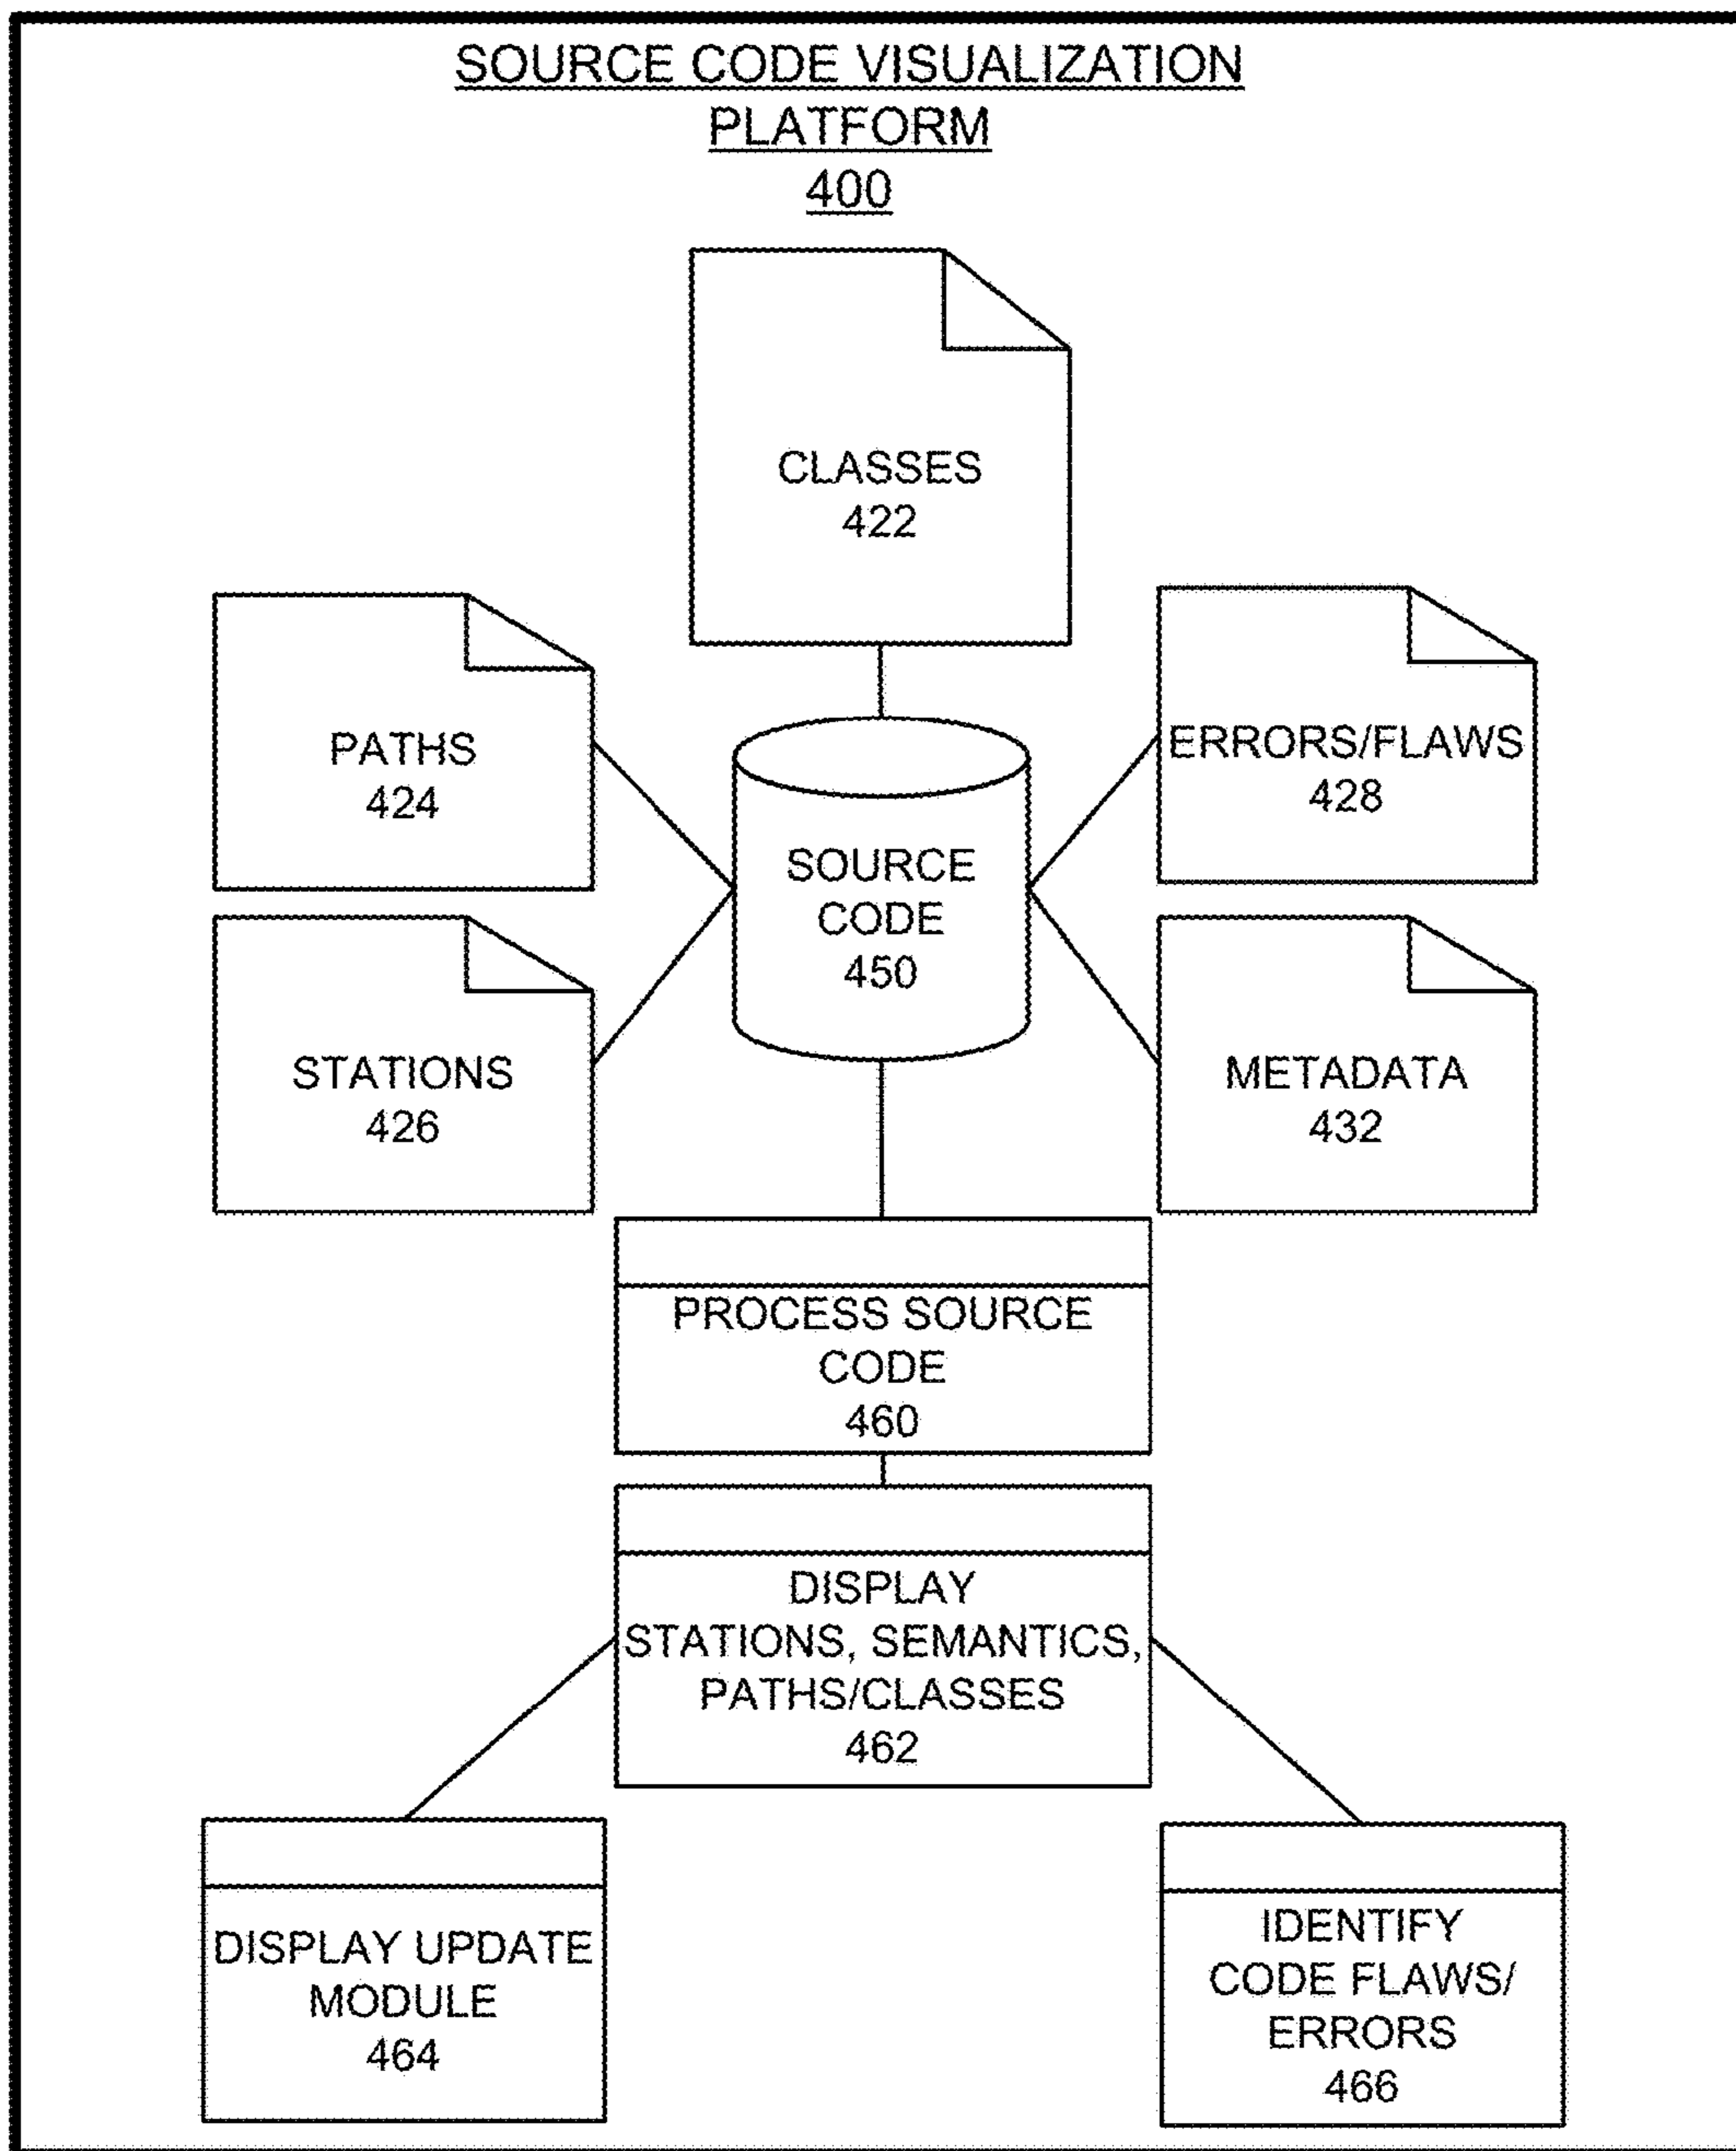 SOURCE CODE VISUALIZATION
PLATFORM
400
CLASSES
422
PATHS
424
ERRORS/FLAWS
428
SOURCE
CODE
450
STATIONS
426
METADATA
432
PROCESS SOURCE
CODE
460
DISPLAY
STATIONS, SEMANTICS,
PATHS/CLASSES
462
DISPLAY UPDATE
MODULE
464
IDENTIFY
CODE FLAWS/
ERRORS
466